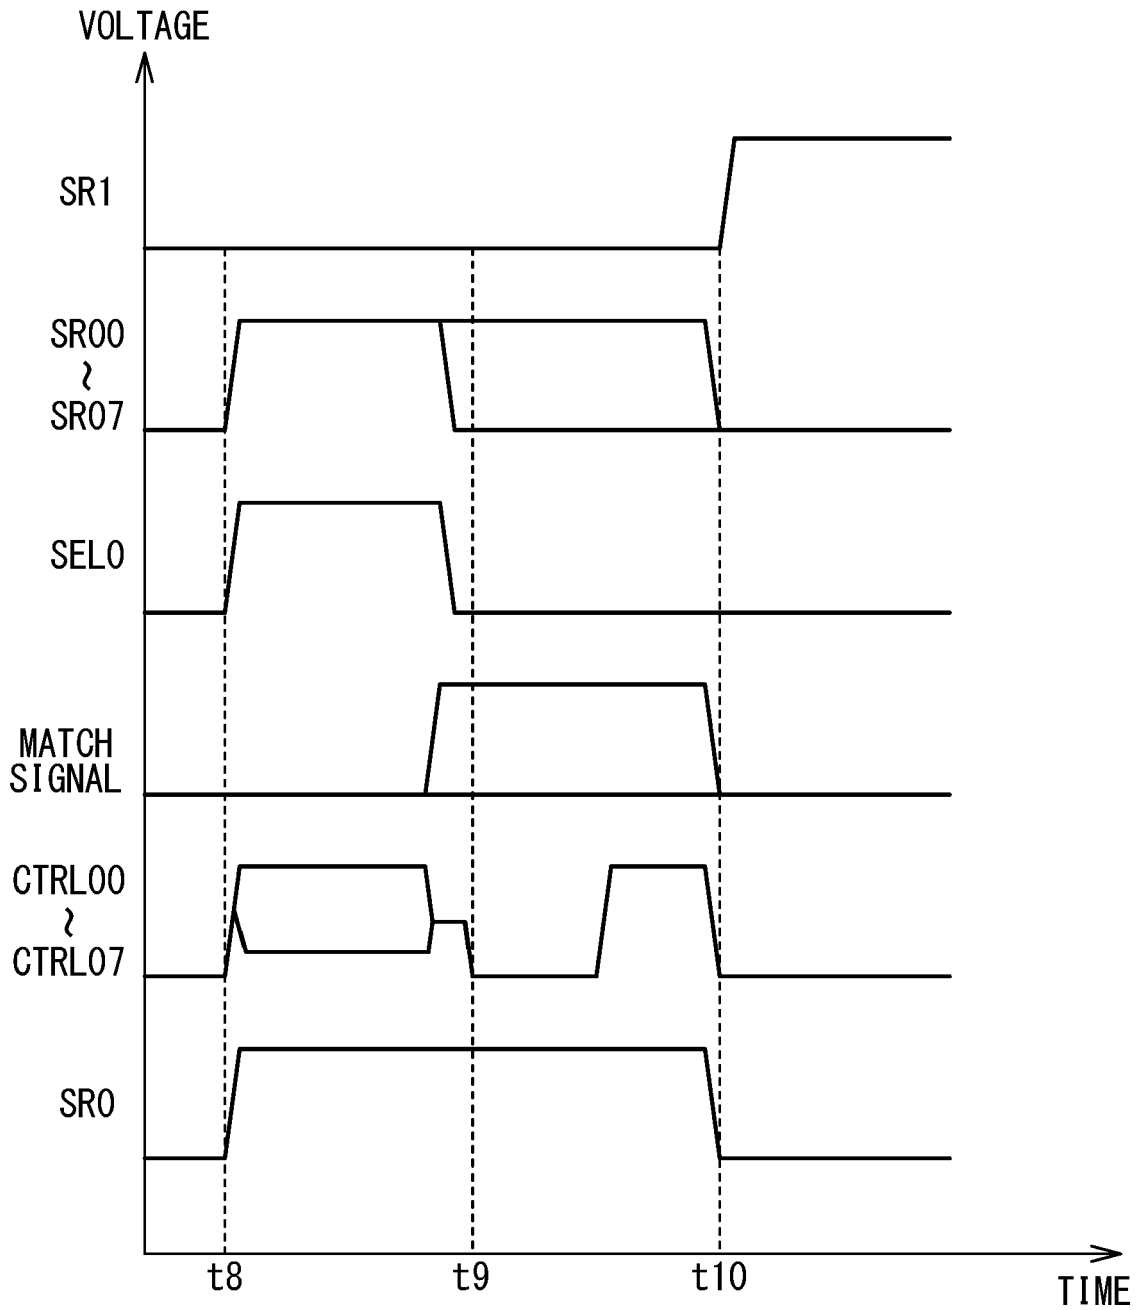 VOLTAGE
SR1
SR00
~
SR07
SEL0
MATCH
SIGNAL
CTRL00
~
CTRL07
SR0
t8
t9
t10
TIME